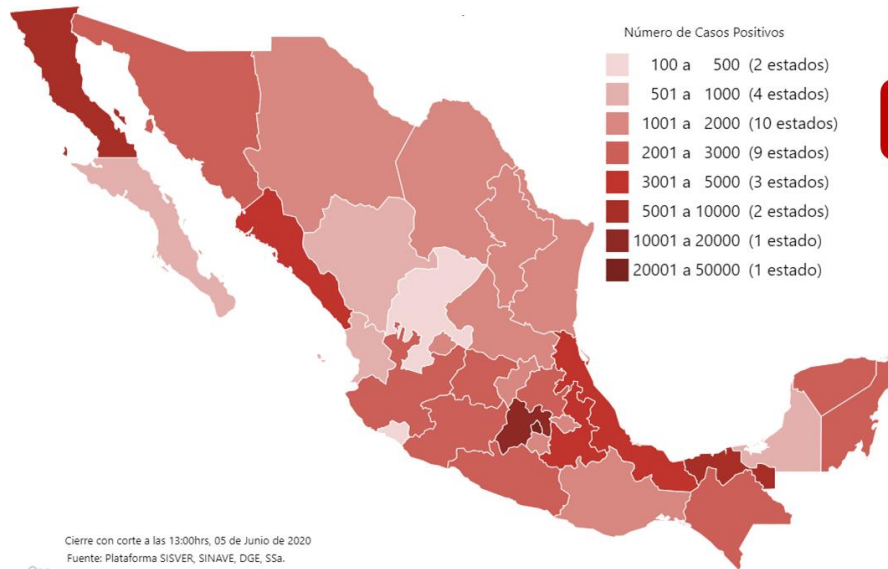 Número de Casos Positivos
100 a 500 (2 estados)
501 a 1000 (4 estados)
1001 a 2000 (10 estados)
2001 a 3000 (9 estados)
3001 a 5000 (3 estados)
5001 a 10000 (2 estados)
10001 a 20000 (1 estado)
20001 a 50000 (1 estado)
Cierre con corte a las 13:00hrs, 05 de Junio de 2020
Fuente: Plataforma SISVER, SINAVE, DGE, SSa.